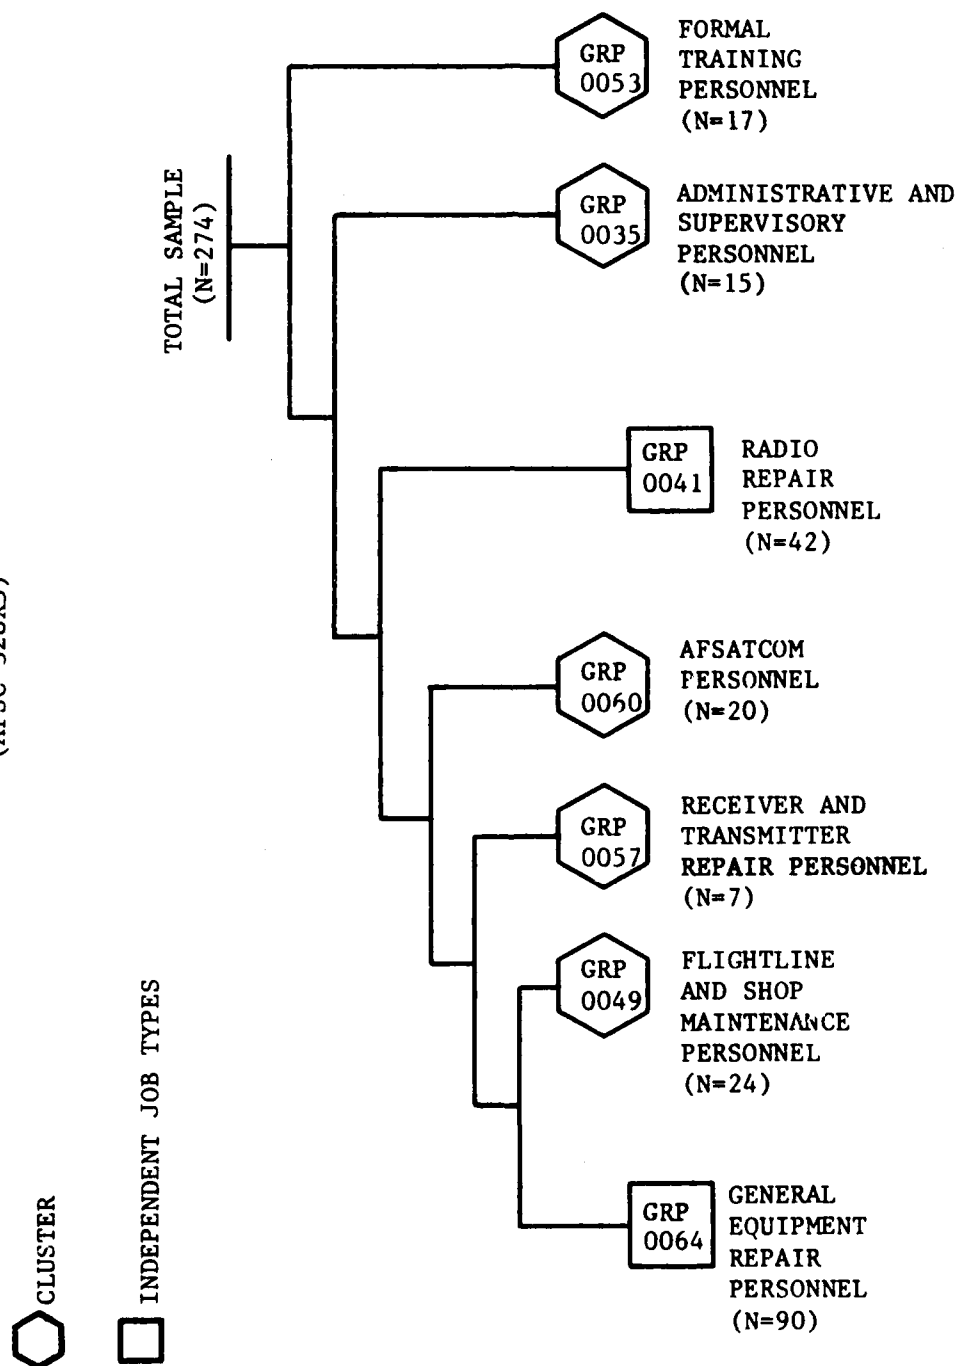 TOTAL SAMPLE
(N=274)
GRP
0053
FORMAL
TRAINING
PERSONNEL
(N=17)
GRP
0035
ADMINISTRATIVE AND
SUPERVISORY
PERSONNEL
(N=15)
GRP
0041
RADIO
REPAIR
PERSONNEL
(N=42)
GRP
0060
AFSATCOM
PERSONNEL
(N=20)
GRP
0057
RECEIVER AND
TRANSMITTER
REPAIR PERSONNEL
(N=7)
GRP
0049
FLIGHTLINE
AND SHOP
MAINTENANCE
PERSONNEL
(N=24)
GRP
0064
GENERAL
EQUIPMENT
REPAIR
PERSONNEL
(N=90)
CLUSTER
INDEPENDENT JOB TYPES